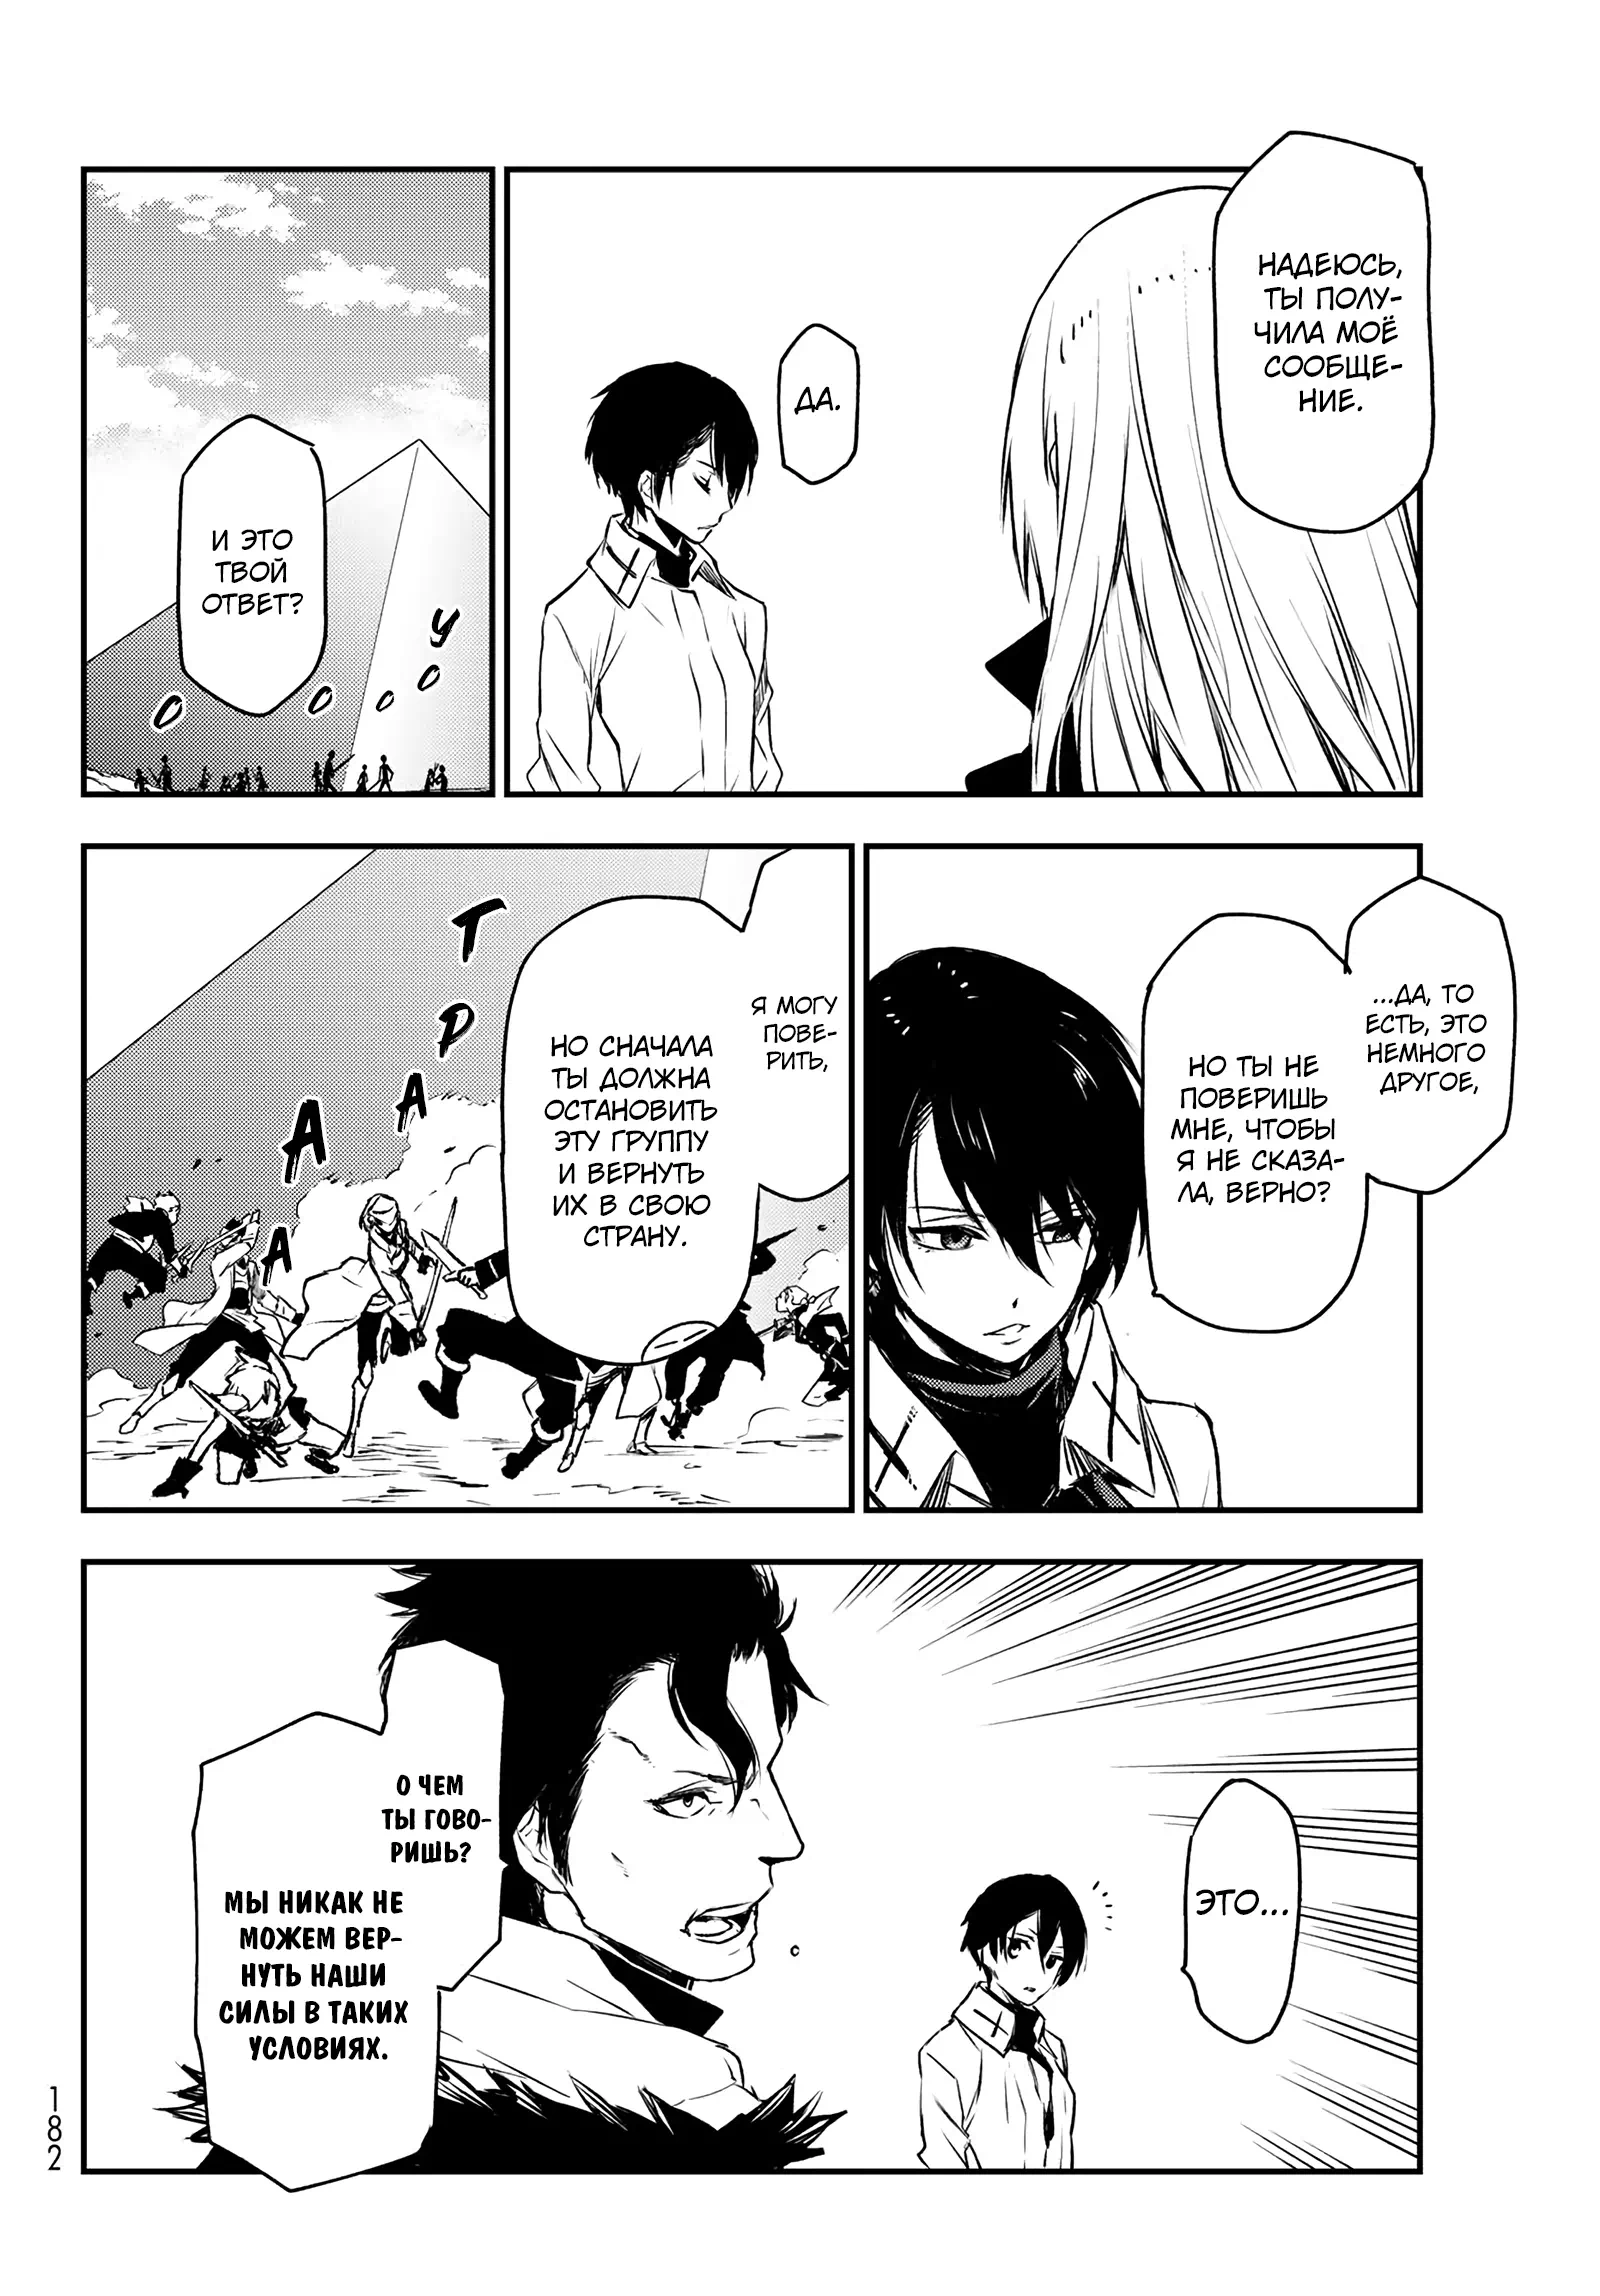 НАДЕЮСЬ,
ТЫ ПОЛУ-
ЧИЛА МОЁ
СООБЩЕ-
НИЕ.
ДА.
И ЭТО
ТВОЙ
ОТВЕТ?
У
О
О
О
О
...ДА, ТО
ЕСТЬ, ЭТО
НЕМНОГО
ДРУГОЕ,
НО ТЫ НЕ
ПОВЕРИШЬ
МНЕ, ЧТОБЫ
Я НЕ СКАЗА-
ЛА, ВЕРНО?
Я МОГУ
ПОВЕ-
РИТЬ,
НО СНАЧАЛА
ТЫ ДОЛЖНА
ОСТАНОВИТЬ
ЭТУ ГРУППУ
И ВЕРНУТЬ
ИХ В СВОЮ
СТРАНУ.
Т
Р
А
А
А
ЭТО...
О ЧЕМ
ТЫ ГОВО-
РИШЬ?
МЫ НИКАК НЕ
МОЖЕМ ВЕР-
НУТЬ НАШИ
СИЛЫ В ТАКИХ
УСЛОВИЯХ.
182